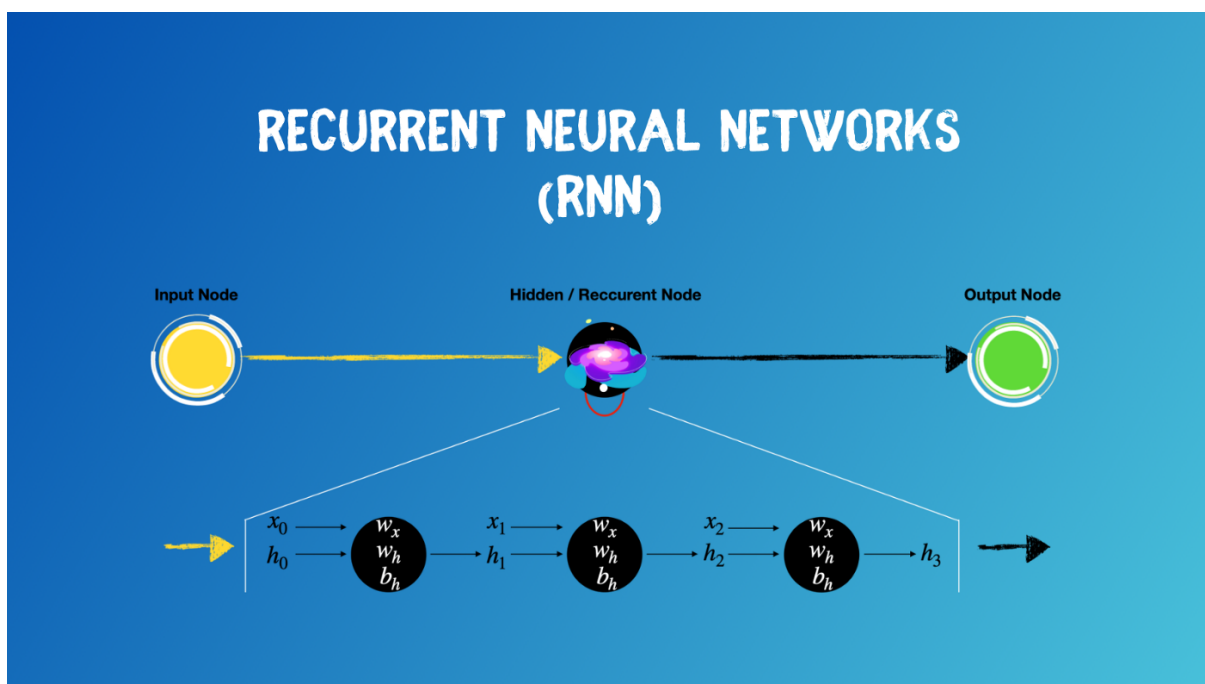 RECURRENT NEURAL NETWORKS
(RNN)
Input Node
Hidden / Reccurent Node
Output Node
x₀
h₀
wₓ
wₕ
bₕ
x₁
h₁
wₓ
wₕ
bₕ
x₂
h₂
wₓ
wₕ
bₕ
h₃